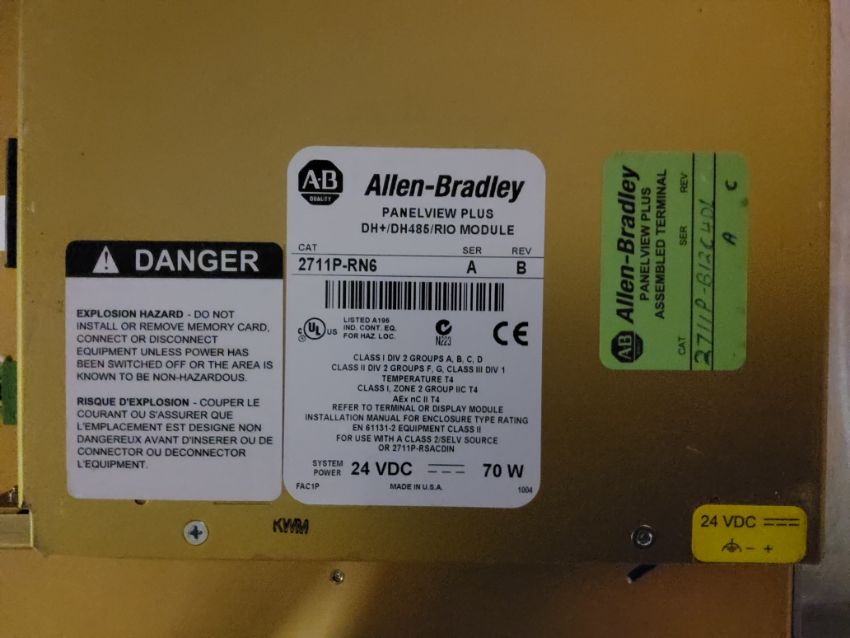 DANGER
EXPLOSION HAZARD - DO NOT
INSTALL OR REMOVE MEMORY CARD,
CONNECT OR DISCONNECT
EQUIPMENT UNLESS POWER HAS
BEEN SWITCHED OFF OR THE AREA IS
KNOWN TO BE NON-HAZARDOUS.
RISQUE D'EXPLOSION - COUPER LE
COURANT OU S'ASSURER QUE
L'EMPLACEMENT EST DESIGNE NON
DANGEREUX AVANT D'INSERER OU DE
CONNECTOR OU DECONNECTOR
L'EQUIPMENT.
A-B
QUALITY
Allen-Bradley
PANELVIEW PLUS
DH+/DH485/RIO MODULE
CAT SER REV
2711P-RN6 A B
C UL US
LISTED A196
IND. CONT. EQ.
FOR HAZ. LOC.
N223
CE
CLASS I DIV 2 GROUPS A, B, C, D
CLASS II DIV 2 GROUPS F, G, CLASS III DIV 1
TEMPERATURE T4
CLASS I, ZONE 2 GROUP IIC T4
AEx nC II T4
REFER TO TERMINAL OR DISPLAY MODULE
INSTALLATION MANUAL FOR ENCLOSURE TYPE RATING
EN 61131-2 EQUIPMENT CLASS II
FOR USE WITH A CLASS 2/SELV SOURCE
OR 2711P-RSACDIN
SYSTEM
POWER 24 VDC 70 W
FAC1P MADE IN U.S.A. 1004
KWM
AB Allen-Bradley
PANELVIEW PLUS
ASSEMBLED TERMINAL
CAT SER REV
2711P-B12C4D1 A C
24 VDC
- +